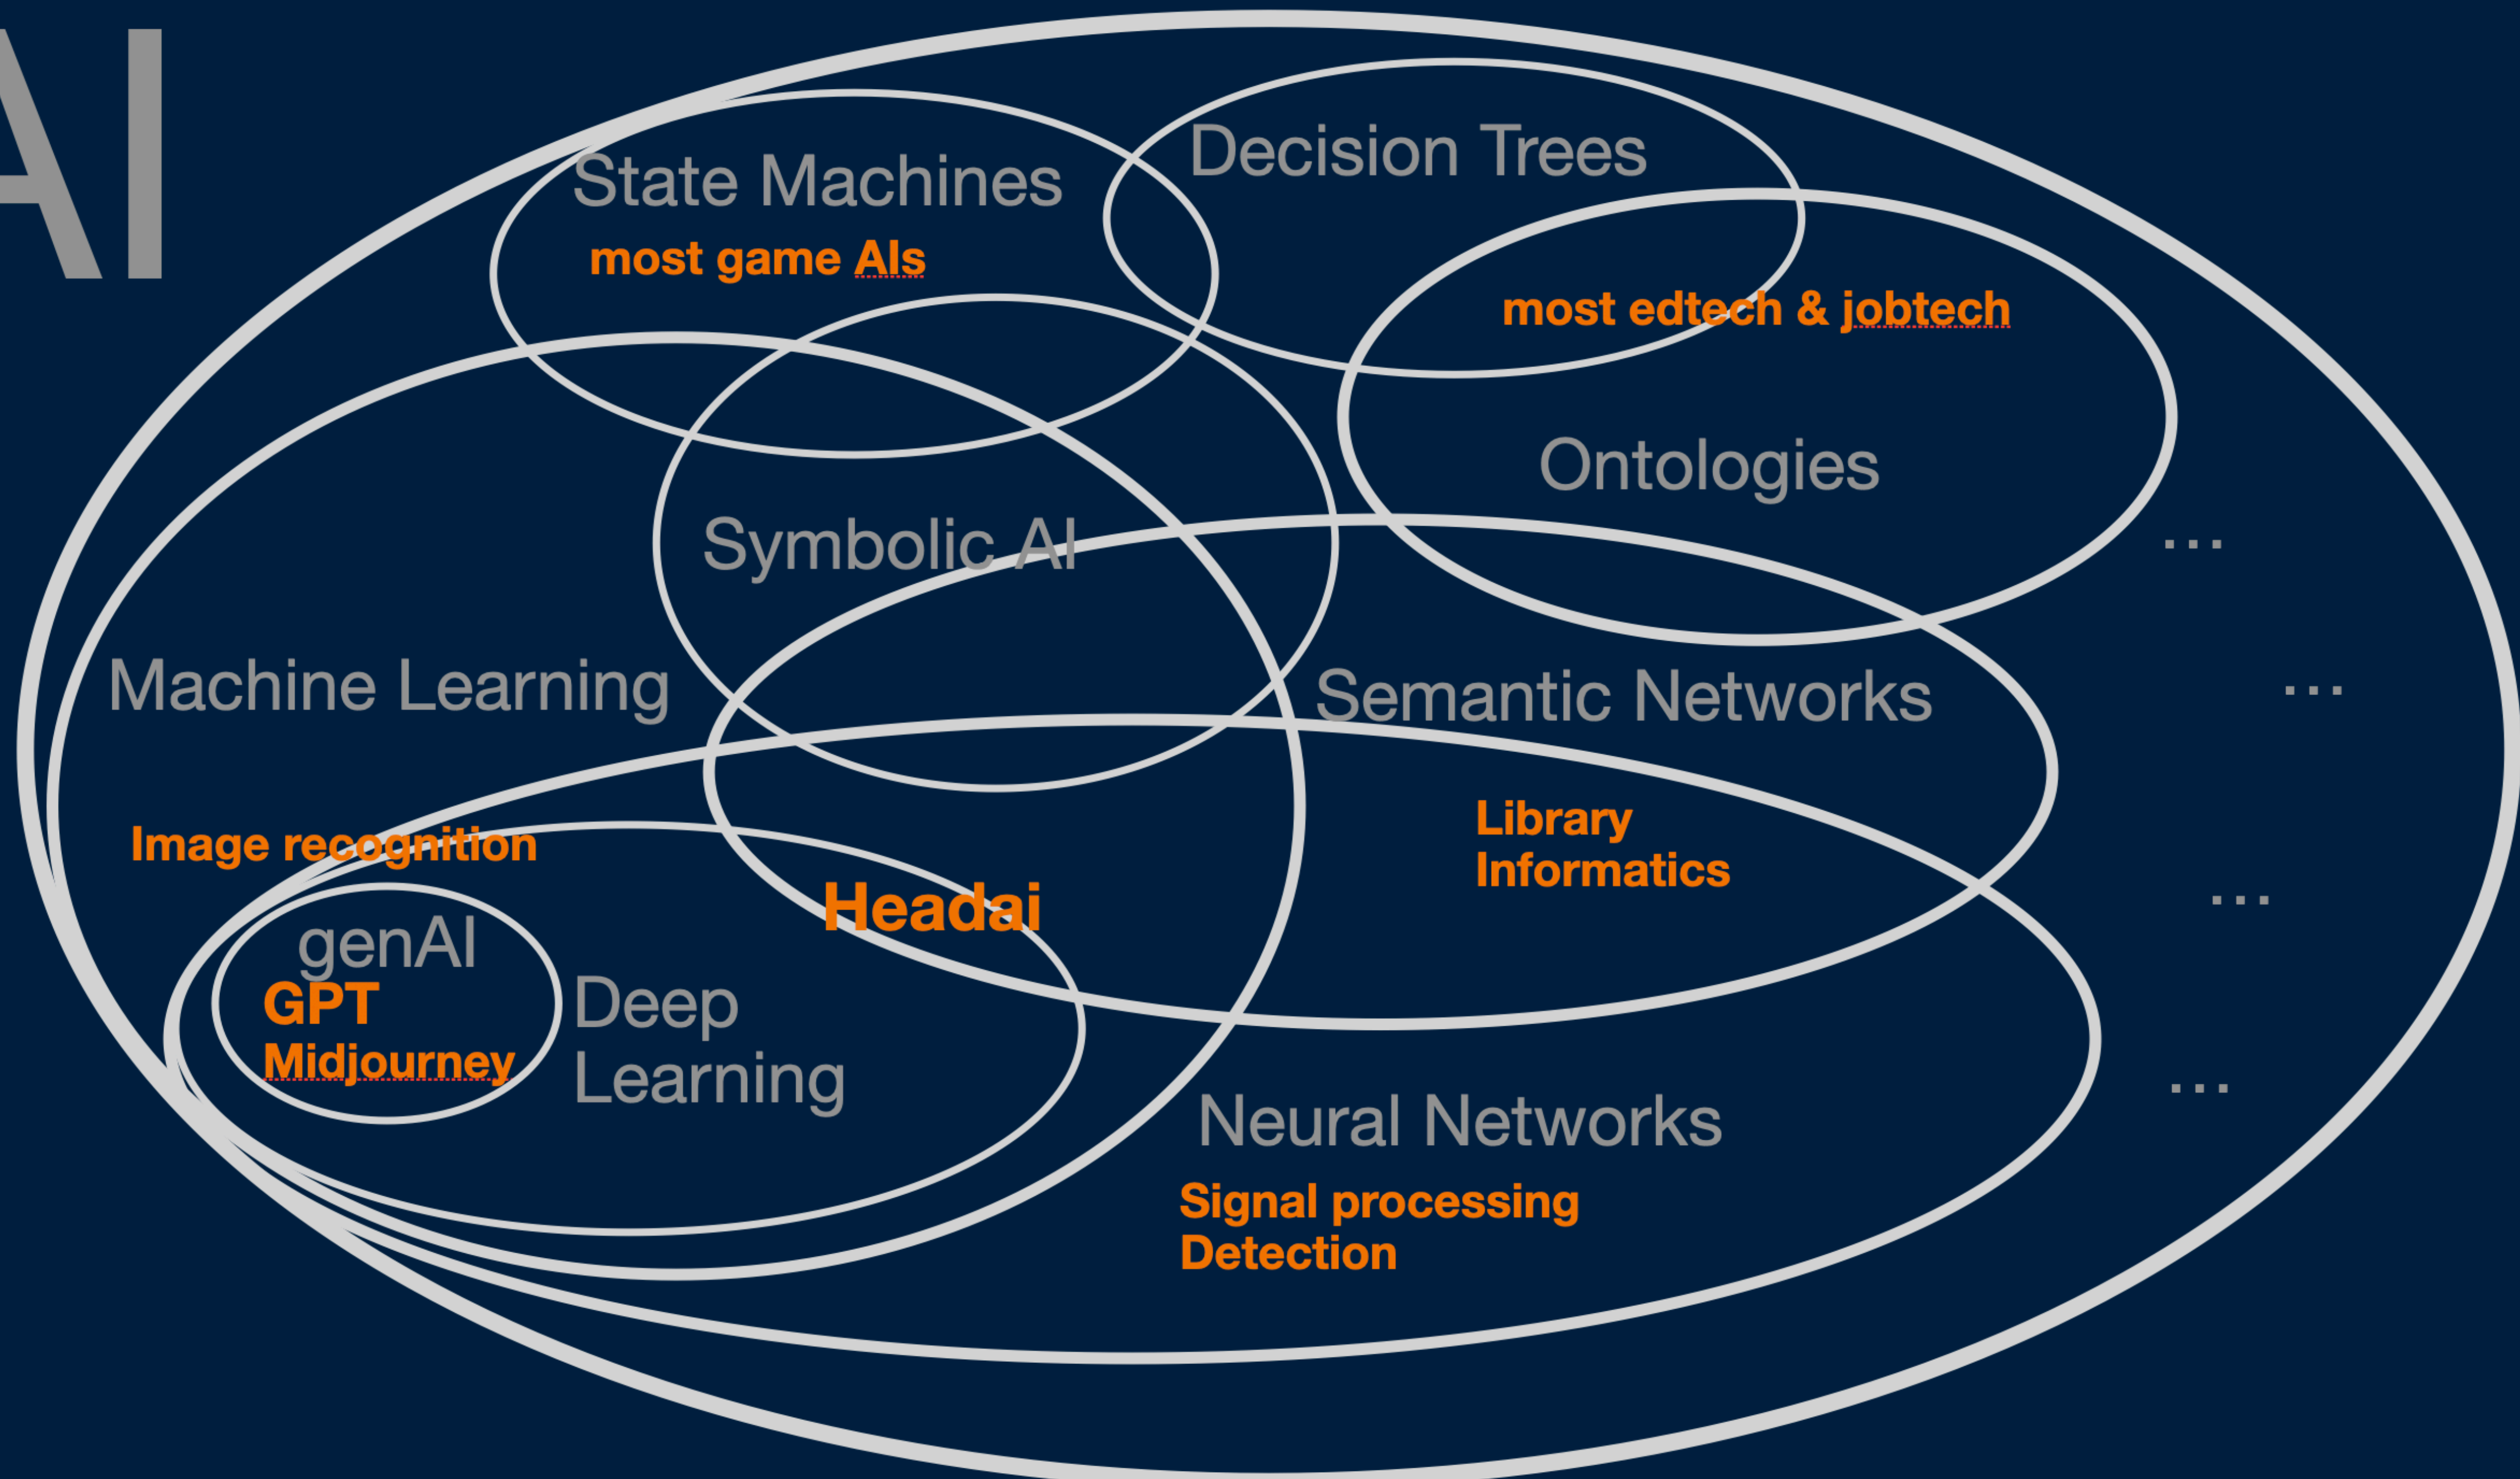 AI
Decision Trees
State Machines
most game AIs
most edtech & jobtech
Ontologies
Symbolic AI
...
Machine Learning
Semantic Networks
...
Image recognition
Library
Informatics
Headai
...
genAI
GPT
Midjourney
Deep
Learning
...
Neural Networks
Signal processing
Detection